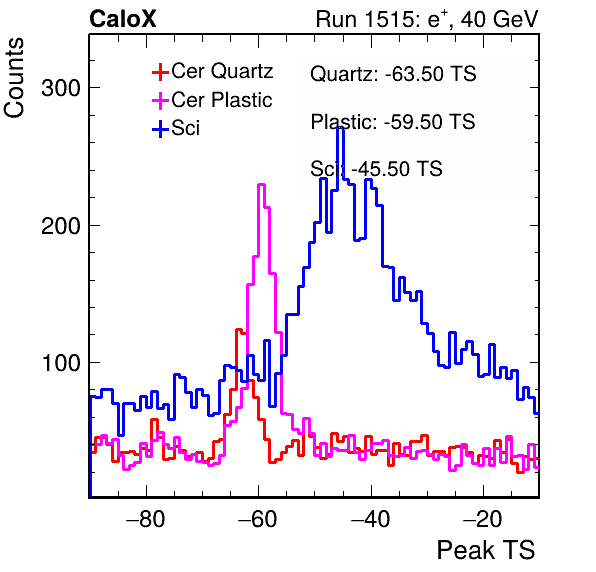 CaloX Run 1515: e⁺, 40 GeV
Counts
Cer Quartz
Cer Plastic
Sci
Quartz: -63.50 TS
Plastic: -59.50 TS
Sci: -45.50 TS
300
200
100
−80 −60 −40 −20
Peak TS